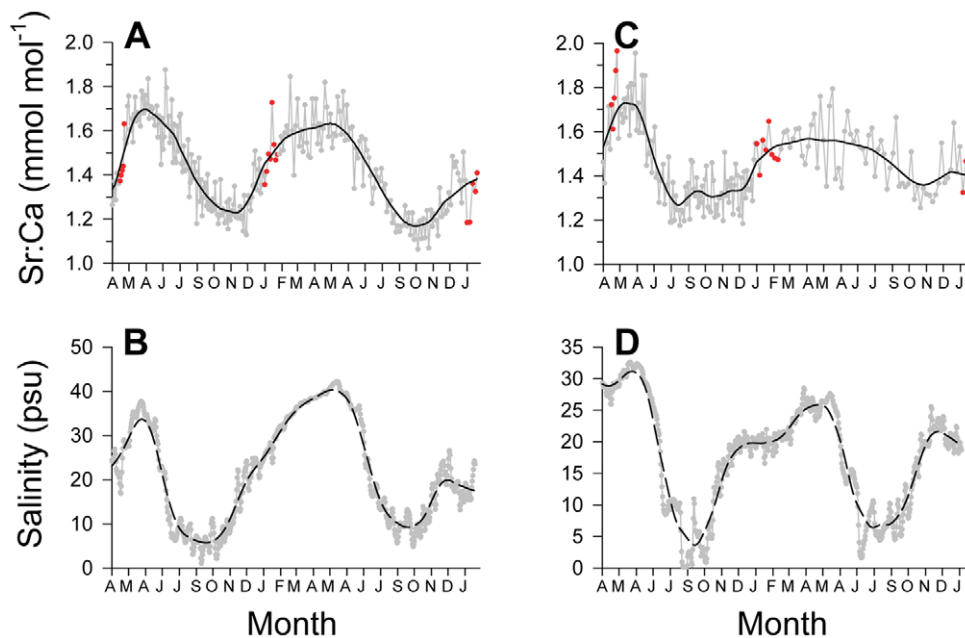 A
C
Sr:Ca (mmol mol⁻¹)
2.0
1.8
1.6
1.4
1.2
1.0
A M A J J S O N D J F M A M J J A S O N D J
2.0
1.8
1.6
1.4
1.2
1.0
A M A J J S O N D J F M A M J J A S O N D J
B
D
Salinity (psu)
50
40
30
20
10
0
A M A J J S O N D J F M A M J J A S O N D J
35
30
25
20
15
10
5
0
A M A J J S O N D J F M A M J J A S O N D J
Month
Month